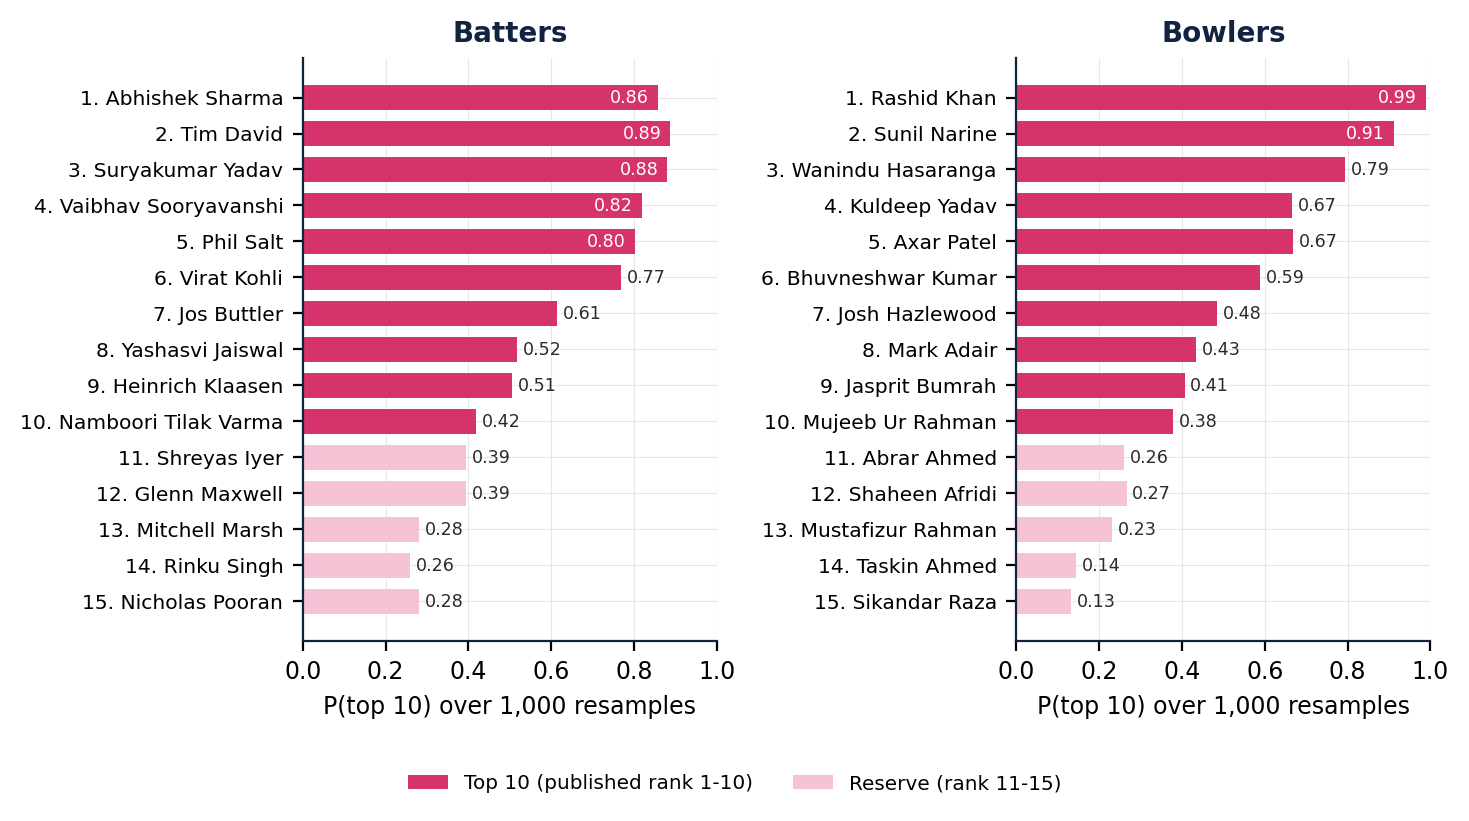 Batters
1. Abhishek Sharma 0.86
2. Tim David 0.89
3. Suryakumar Yadav 0.88
4. Vaibhav Sooryavanshi 0.82
5. Phil Salt 0.80
6. Virat Kohli 0.77
7. Jos Buttler 0.61
8. Yashasvi Jaiswal 0.52
9. Heinrich Klaasen 0.51
10. Namboori Tilak Varma 0.42
11. Shreyas Iyer 0.39
12. Glenn Maxwell 0.39
13. Mitchell Marsh 0.28
14. Rinku Singh 0.26
15. Nicholas Pooran 0.28
0.0 0.2 0.4 0.6 0.8 1.0
P(top 10) over 1,000 resamples
Bowlers
1. Rashid Khan 0.99
2. Sunil Narine 0.91
3. Wanindu Hasaranga 0.79
4. Kuldeep Yadav 0.67
5. Axar Patel 0.67
6. Bhuvneshwar Kumar 0.59
7. Josh Hazlewood 0.48
8. Mark Adair 0.43
9. Jasprit Bumrah 0.41
10. Mujeeb Ur Rahman 0.38
11. Abrar Ahmed 0.26
12. Shaheen Afridi 0.27
13. Mustafizur Rahman 0.23
14. Taskin Ahmed 0.14
15. Sikandar Raza 0.13
0.0 0.2 0.4 0.6 0.8 1.0
P(top 10) over 1,000 resamples
Top 10 (published rank 1-10) Reserve (rank 11-15)